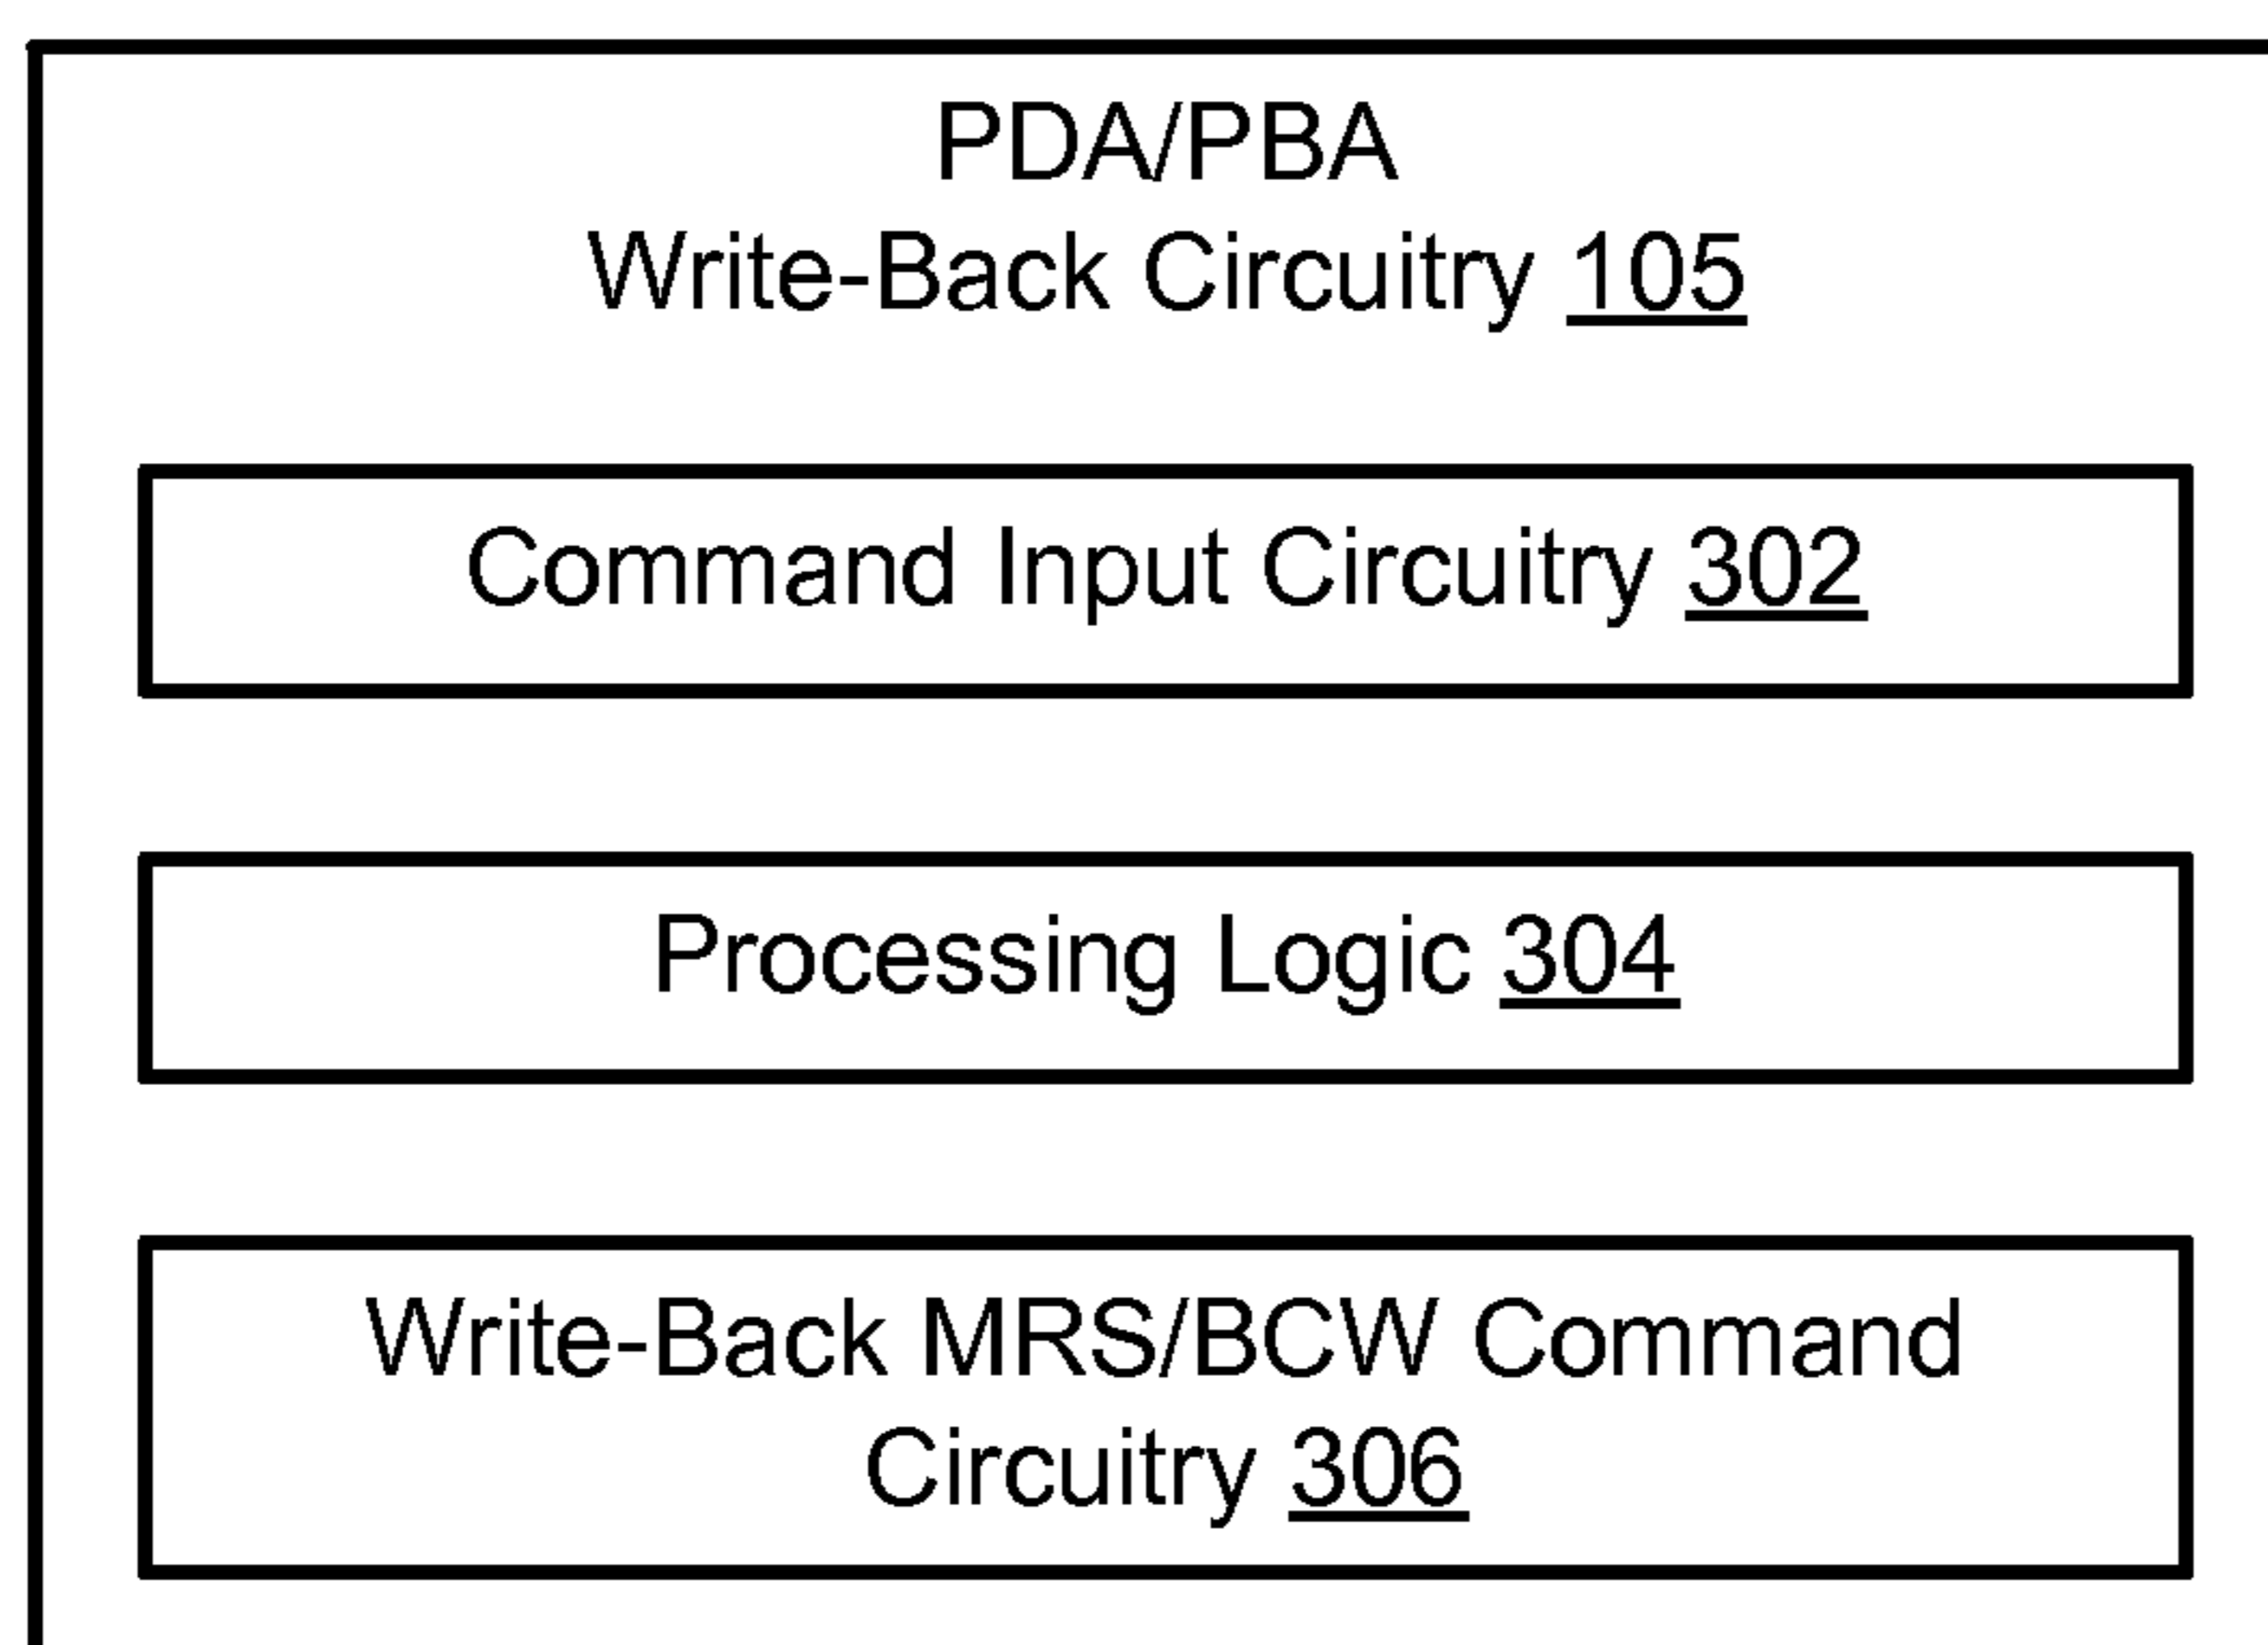 PDA/PBA
Write-Back Circuitry 105
Command Input Circuitry 302
Processing Logic 304
Write-Back MRS/BCW Command
Circuitry 306